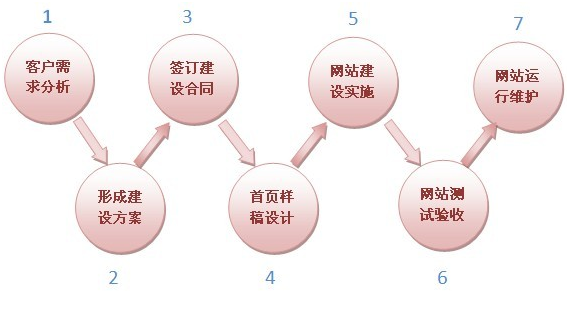 1
客户需
求分析
2
形成建
设方案
3
签订建
设合同
4
首页样
稿设计
5
网站建
设实施
6
网站测
试验收
7
网站运
行维护